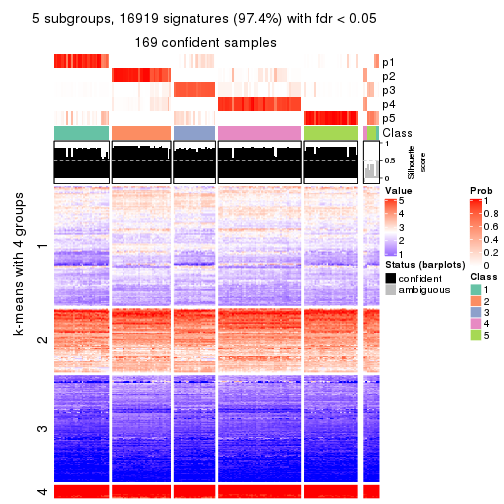 5 subgroups, 16919 signatures (97.4%) with fdr < 0.05
169 confident samples
p1
p2
p3
p4
p5
Class
1
0.5
0
Silhouette
score
k-means with 4 groups
1
2
3
4
Value
5
4
3
2
1
Status (barplots)
confident
ambiguous
Prob
1
0.8
0.6
0.4
0.2
0
Class
1
2
3
4
5